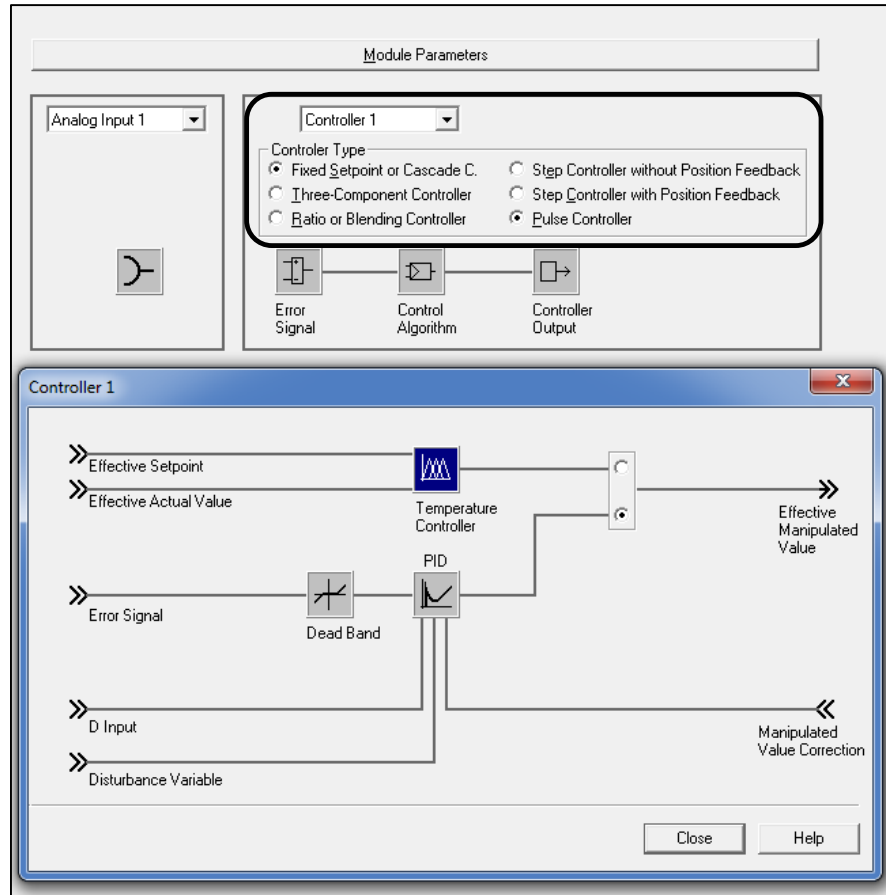 Module Parameters
Analog Input 1
Controller 1
Controler Type
Fixed Setpoint or Cascade C.
Step Controller without Position Feedback
Three-Component Controller
Step Controller with Position Feedback
Ratio or Blending Controller
Pulse Controller
Error
Signal
Control
Algorithm
Controller
Output
Controller 1
Effective Setpoint
Effective Actual Value
Temperature
Controller
Effective
Manipulated
Value
PID
Error Signal
Dead Band
D Input
Manipulated
Value Correction
Disturbance Variable
Close
Help